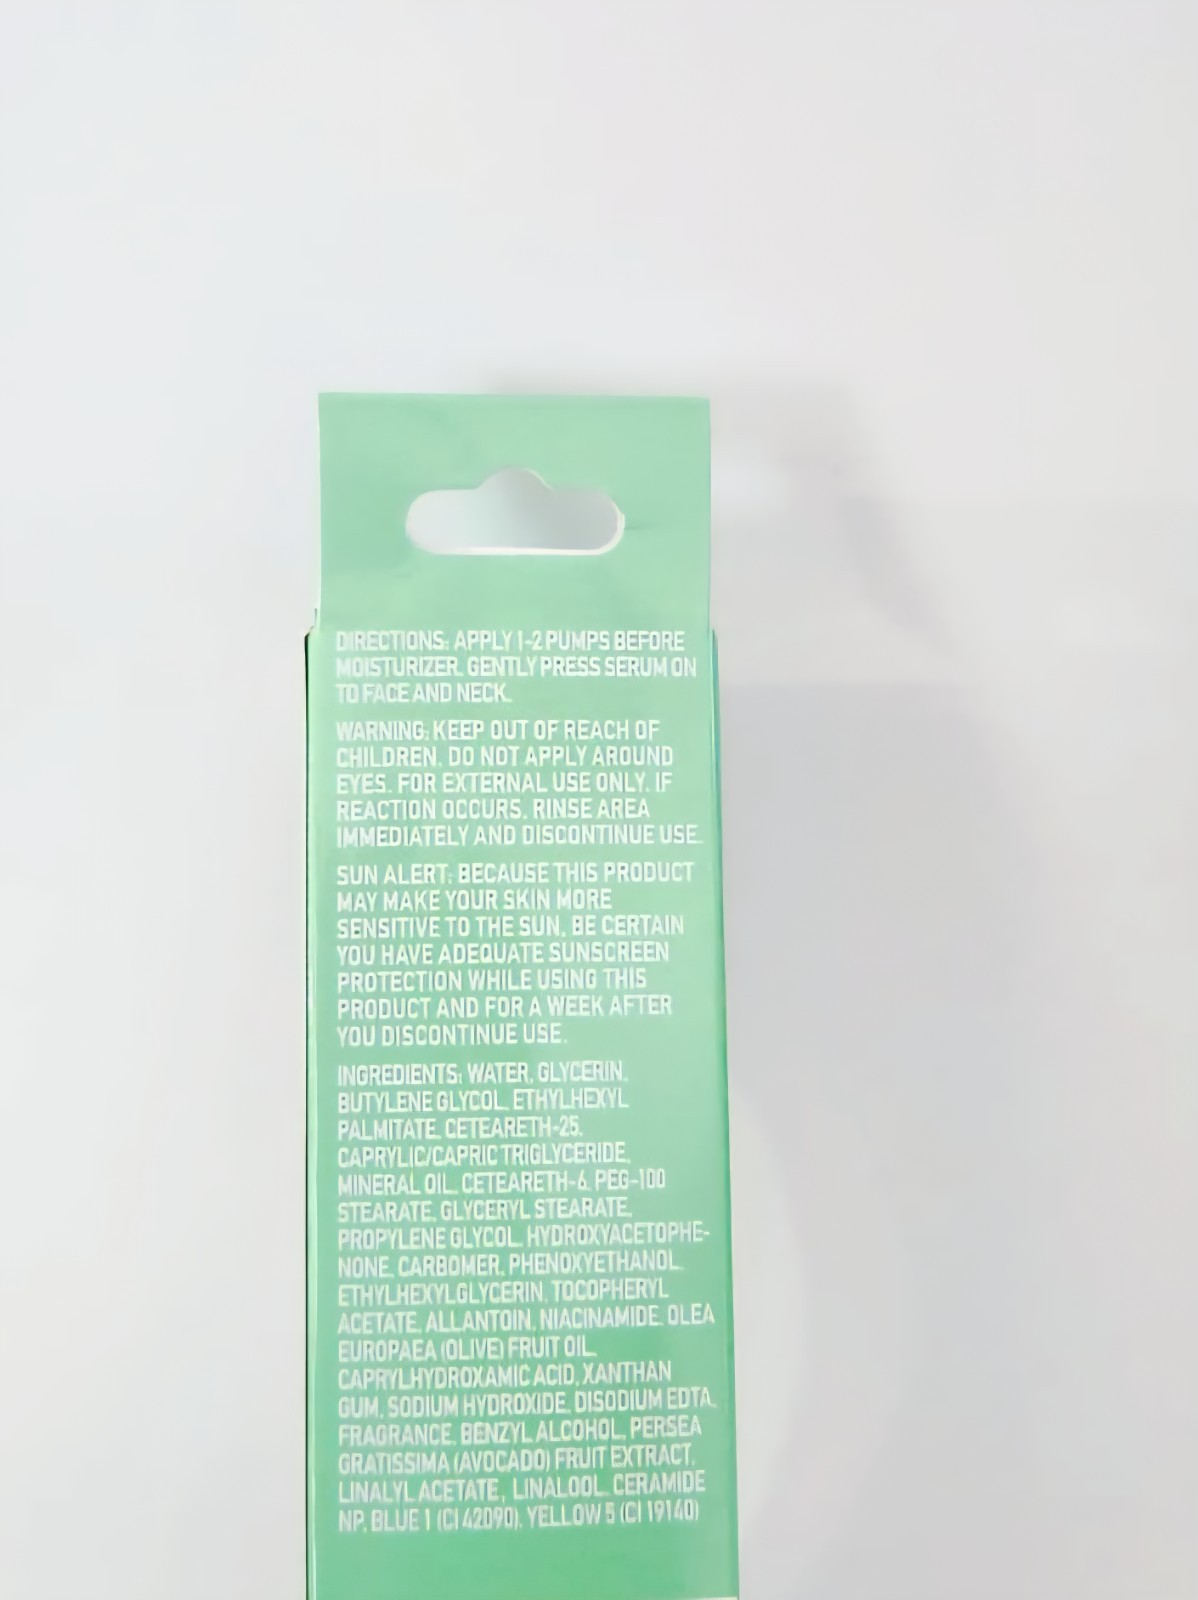 DIRECTIONS: APPLY 1-2 PUMPS BEFORE
MOISTURIZER. GENTLY PRESS SERUM ON
TO FACE AND NECK.
WARNING: KEEP OUT OF REACH OF
CHILDREN. DO NOT APPLY AROUND
EYES. FOR EXTERNAL USE ONLY. IF
REACTION OCCURS, RINSE AREA
IMMEDIATELY AND DISCONTINUE USE.
SUN ALERT: BECAUSE THIS PRODUCT
MAY MAKE YOUR SKIN MORE
SENSITIVE TO THE SUN, BE CERTAIN
YOU HAVE ADEQUATE SUNSCREEN
PROTECTION WHILE USING THIS
PRODUCT AND FOR A WEEK AFTER
YOU DISCONTINUE USE.
INGREDIENTS: WATER, GLYCERIN,
BUTYLENE GLYCOL, ETHYLHEXYL
PALMITATE, CETEARETH-25,
CAPRYLIC/CAPRIC TRIGLYCERIDE,
MINERAL OIL, CETEARETH-6, PEG-100
STEARATE, GLYCERYL STEARATE,
PROPYLENE GLYCOL, HYDROXYACETOPHE-
NONE, CARBOMER, PHENOXYETHANOL,
ETHYLHEXYLGLYCERIN, TOCOPHERYL
ACETATE, ALLANTOIN, NIACINAMIDE, OLEA
EUROPAEA (OLIVE) FRUIT OIL,
CAPRYLHYDROXAMIC ACID, XANTHAN
GUM, SODIUM HYDROXIDE, DISODIUM EDTA,
FRAGRANCE, BENZYL ALCOHOL, PERSEA
GRATISSIMA (AVOCADO) FRUIT EXTRACT,
LINALYL ACETATE, LINALOOL, CERAMIDE
NP, BLUE 1 (CI 42090), YELLOW 5 (CI 19140)